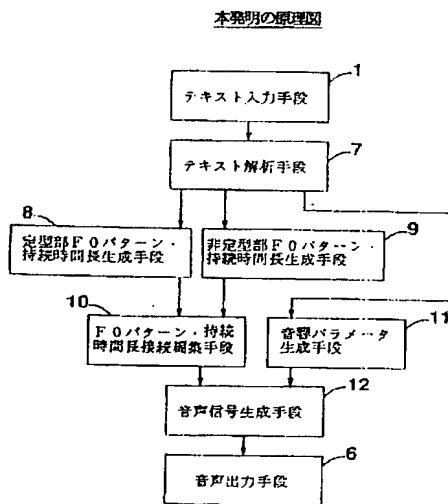 本発明の原理図
1
テキスト入力手段
7
テキスト解析手段
8
定型部F0パターン・
持続時間長生成手段
9
非定型部F0パターン・
持続時間長生成手段
10
F0パターン・持続
時間長接続編集手段
11
音響パラメータ
生成手段
12
音声信号生成手段
6
音声出力手段